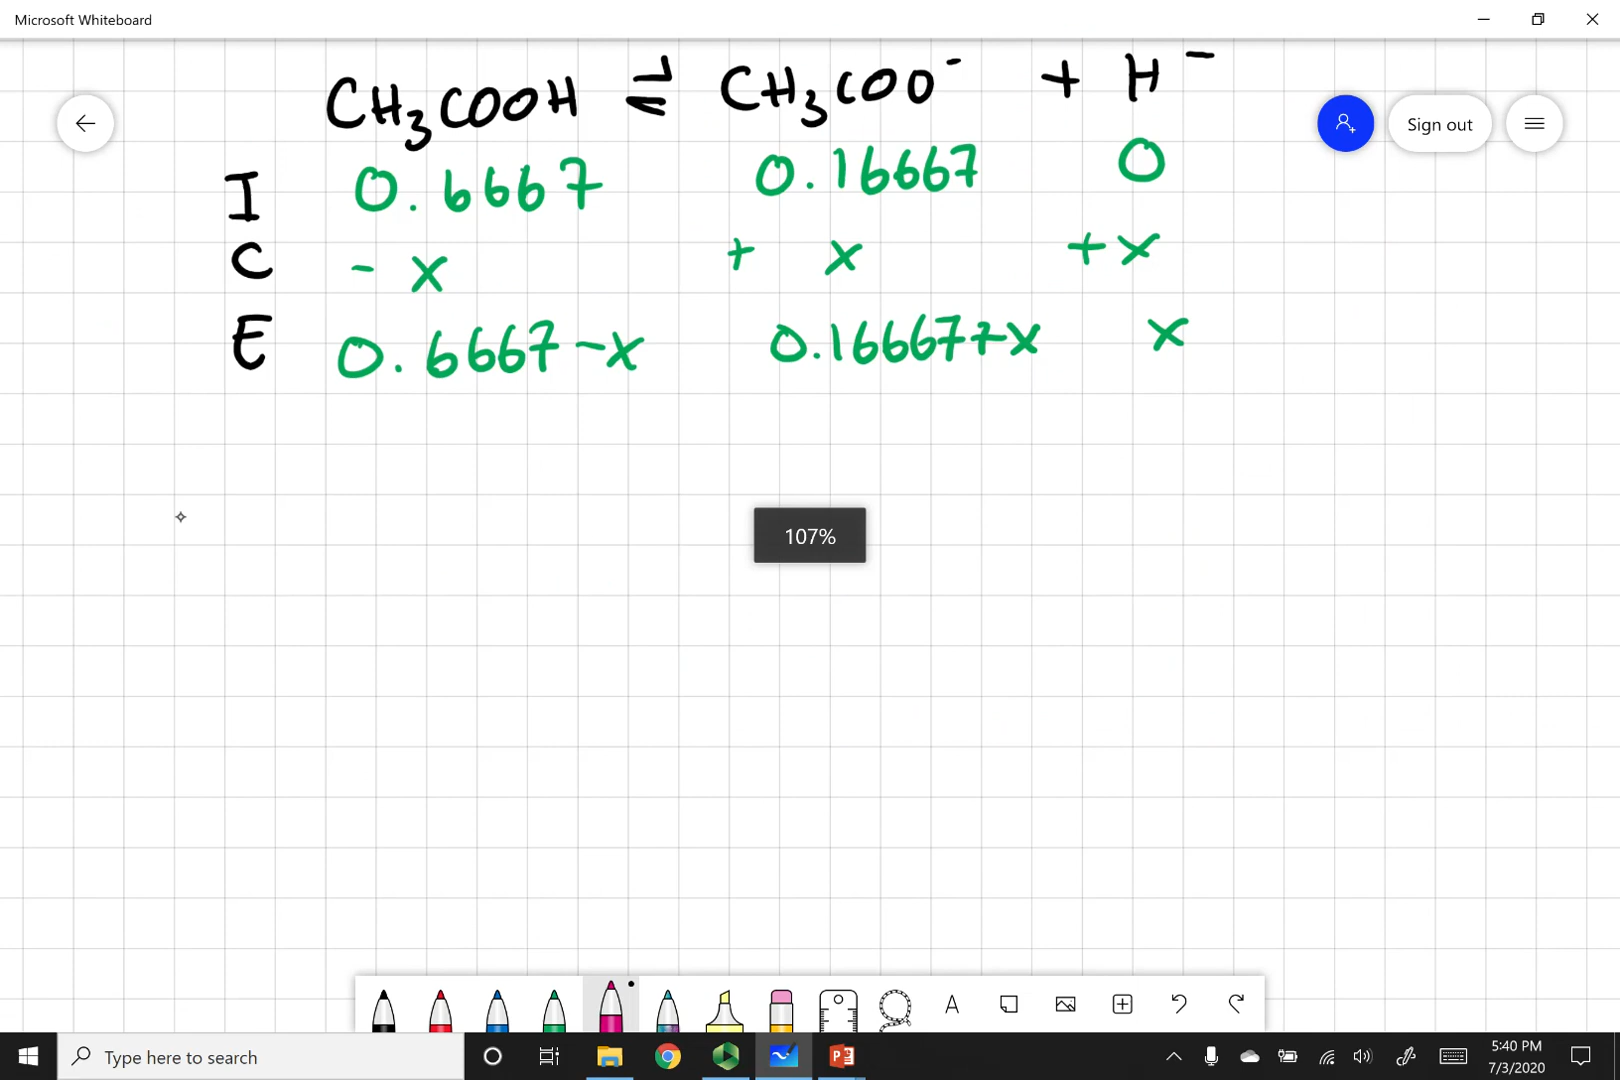 Microsoft Whiteboard
CH₃COOH ⇌ CH₃COO⁻ + H⁻
Sign out
I 0.6667 0.16667 0
C - x + x +x
E 0.6667-x 0.16667+x x
107%
A
Type here to search
5:40 PM
7/3/2020